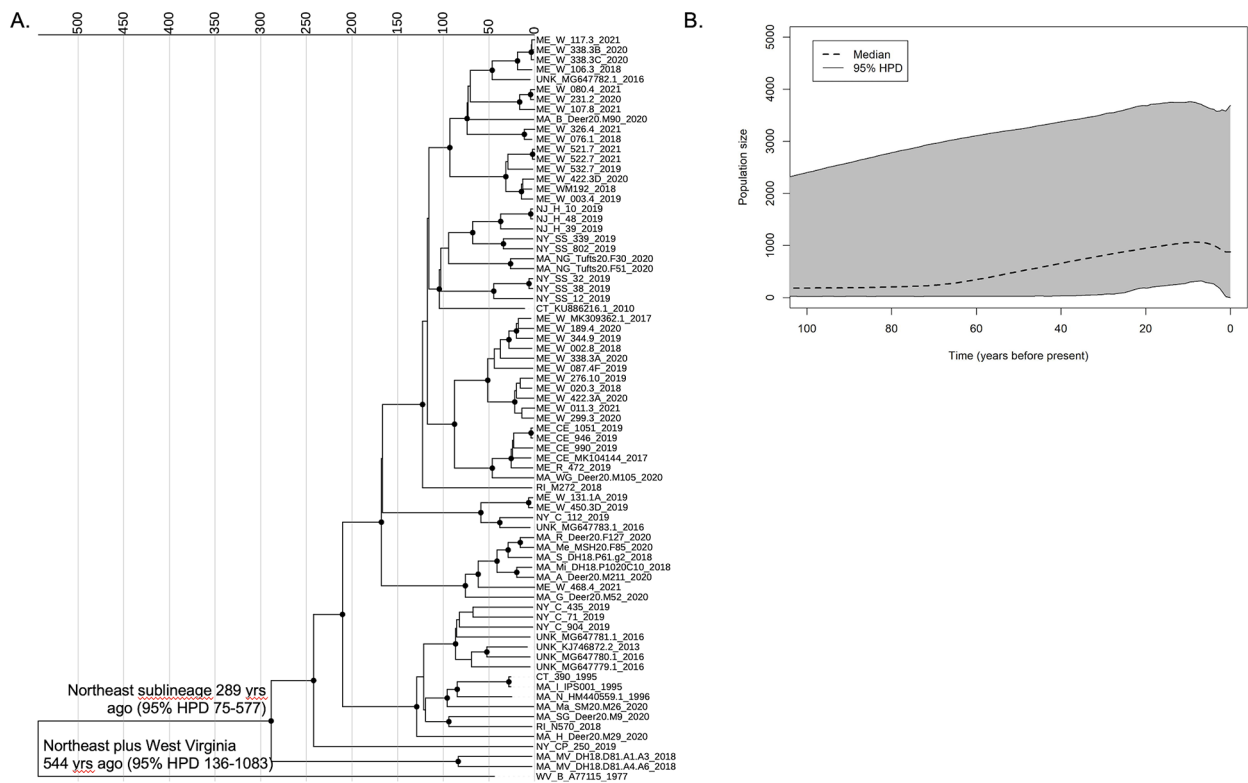 A.
500 450 400 350 300 250 200 150 100 50 0
ME_W_117.3_2021
ME_W_338.3B_2020
ME_W_338.3C_2020
ME_W_106.3_2018
UNK_MG647782.1_2016
ME_W_080.4_2021
ME_W_231.2_2020
ME_W_107.8_2021
MA_B_Deer20.M90_2020
ME_W_326.4_2021
ME_W_076.1_2018
ME_W_521.7_2021
ME_W_522.7_2021
ME_W_532.7_2019
ME_W_422.3D_2020
ME_WM192_2018
ME_W_003.4_2019
NJ_H_10_2019
NJ_H_48_2019
NJ_H_39_2019
NY_SS_339_2019
NY_SS_802_2019
MA_NG_Tufts20.F30_2020
MA_NG_Tufts20.F51_2020
NY_SS_32_2019
NY_SS_38_2019
NY_SS_12_2019
CT_KU886216.1_2010
ME_W_MK309362.1_2017
ME_W_189.4_2020
ME_W_344.9_2019
ME_W_002.8_2018
ME_W_338.3A_2020
ME_W_087.4F_2019
ME_W_276.10_2019
ME_W_020.3_2018
ME_W_422.3A_2020
ME_W_011.3_2021
ME_W_299.3_2020
ME_CE_1051_2019
ME_CE_946_2019
ME_CE_990_2019
ME_CE_MK104144_2017
ME_R_472_2019
MA_WG_Deer20.M105_2020
RI_M272_2018
ME_W_131.1A_2019
ME_W_450.3D_2019
NY_C_112_2019
UNK_MG647783.1_2016
MA_R_Deer20.F127_2020
MA_Me_MSH20.F85_2020
MA_S_DH18.P61.g2_2018
MA_Mi_DH18.P1020C10_2018
MA_A_Deer20.M211_2020
ME_W_468.4_2021
MA_G_Deer20.M52_2020
NY_C_435_2019
NY_C_71_2019
NY_C_904_2019
UNK_MG647781.1_2016
UNK_KJ746872.2_2013
UNK_MG647780.1_2016
UNK_MG647779.1_2016
CT_390_1995
MA_I_IPS001_1995
MA_N_HM440559.1_1996
MA_Ma_SM20.M26_2020
MA_SG_Deer20.M9_2020
RI_N570_2018
MA_H_Deer20.M29_2020
NY_CP_250_2019
MA_MV_DH18.D81.A1.A3_2018
MA_MV_DH18.D81.A4.A6_2018
WV_B_A77115_1977
Northeast sublineage 289 yrs
ago (95% HPD 75-577)
Northeast plus West Virginia
544 yrs ago (95% HPD 136-1083)
B.
Population size
5000
4000
3000
2000
1000
0
Median
95% HPD
100 80 60 40 20 0
Time (years before present)